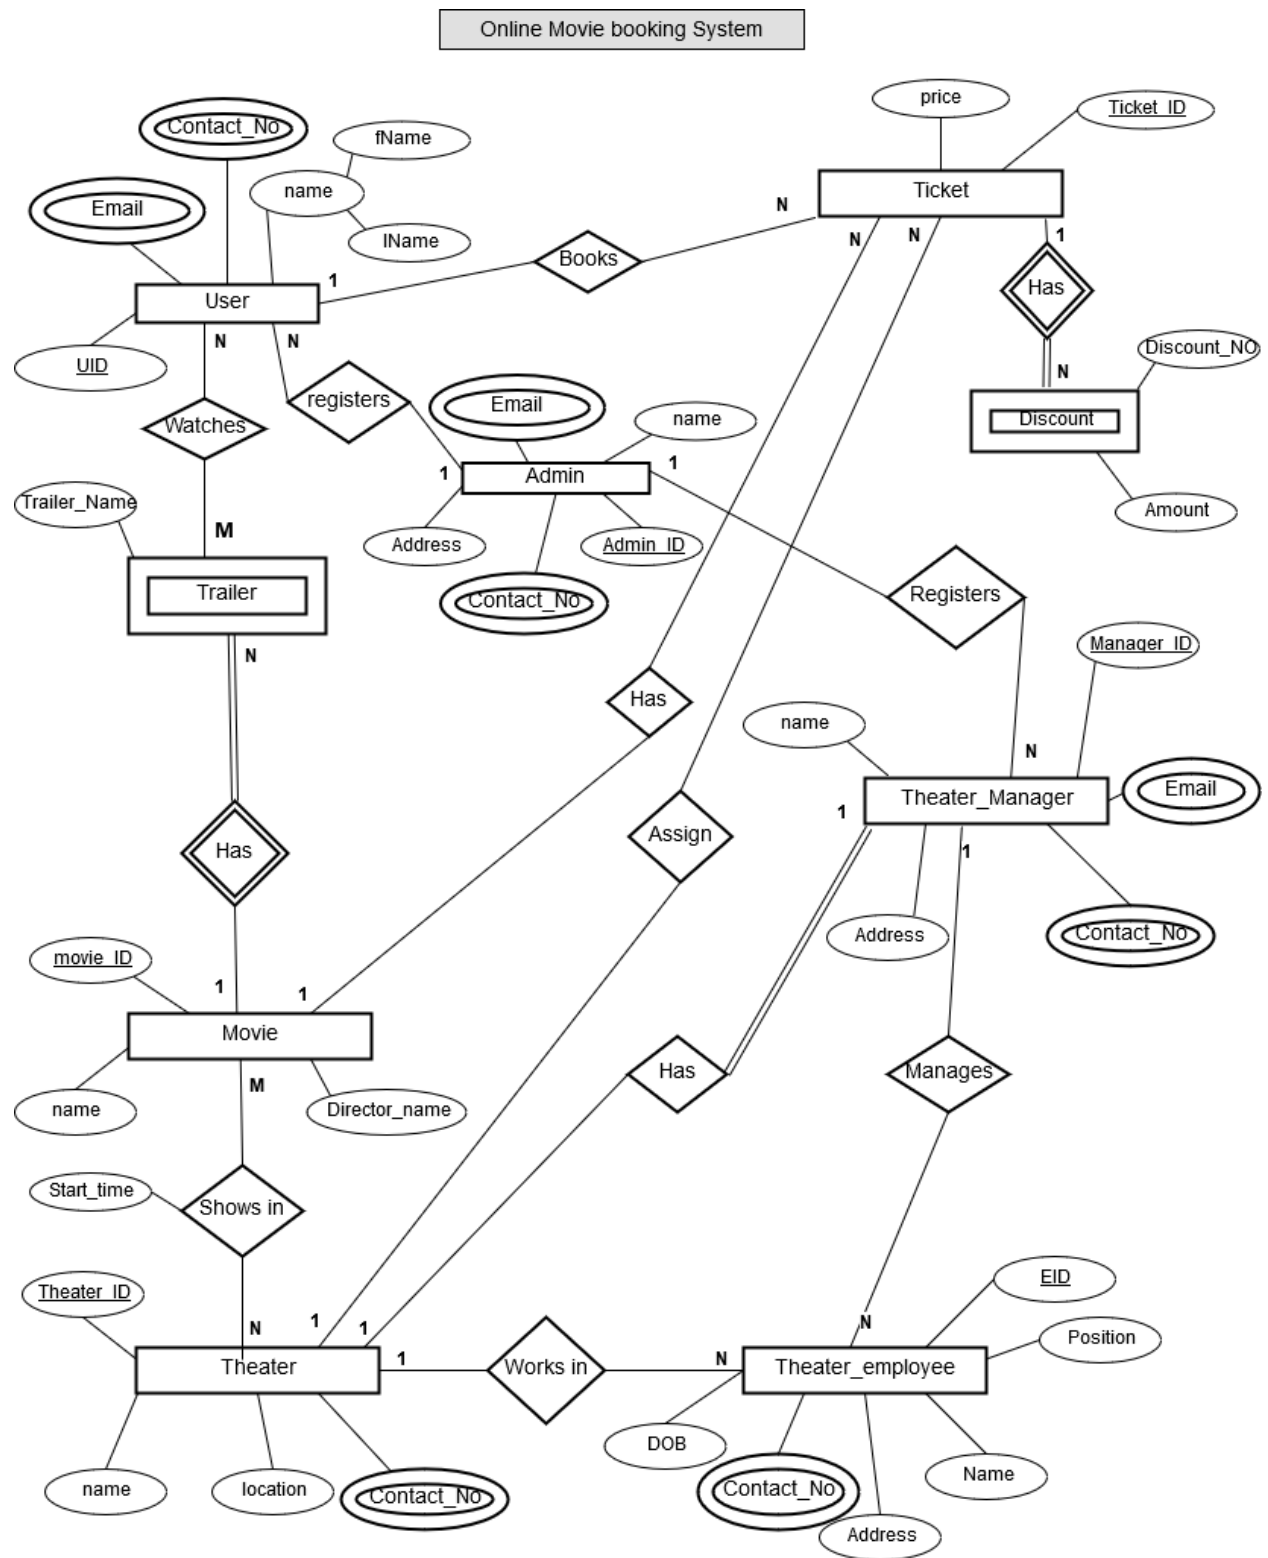 Online Movie booking System
price
Ticket_ID
Contact_No
fName
name
Email
lName
Ticket
N
N
N
1
Books
Has
User
1
N
N
UID
Discount_NO
N
Discount
Amount
registers
Watches
Email
name
Admin
1
1
Address
Admin_ID
Contact_No
Trailer_Name
M
Trailer
N
Registers
Manager_ID
Has
name
N
Theater_Manager
Email
1
1
Assign
Has
Address
Contact_No
movie_ID
1
1
Movie
M
name
Director_name
Has
Manages
Start_time
Shows in
Theater_ID
N
1
1
Theater
1
Works in
N
N
Theater_employee
EID
Position
DOB
name
location
Contact_No
Contact_No
Name
Address